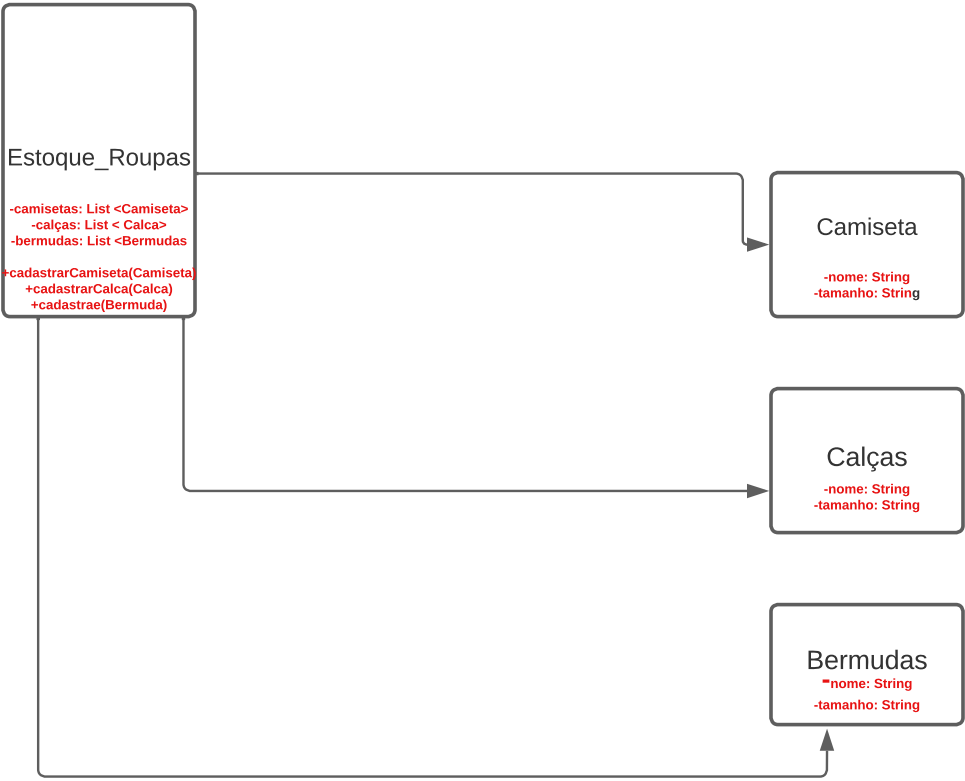 Estoque_Roupas
-camisetas: List <Camiseta>
-calças: List < Calca>
-bermudas: List <Bermudas
+cadastrarCamiseta(Camiseta)
+cadastrarCalca(Calca)
+cadastrae(Bermuda)
Camiseta
-nome: String
-tamanho: String
Calças
-nome: String
-tamanho: String
Bermudas
-nome: String
-tamanho: String